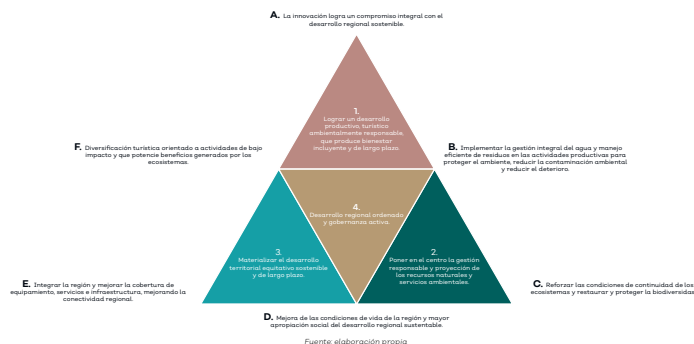 A. La innovación logra un compromiso integral con el
desarrollo regional sostenible.
1.
Lograr un desarrollo
productivo, turístico
ambientalmente responsable,
que produce bienestar
incluyente y de largo plazo.
F. Diversificación turística orientado a actividades de bajo
impacto y que potencie beneficios generados por los
ecosistemas.
B. Implementar la gestión integral del agua y manejo
eficiente de residuos en las actividades productivas para
proteger el ambiente, reducir la contaminación ambiental
y reducir el deterioro.
4.
Desarrollo regional ordenado
y gobernanza activa.
3.
Materializar el desarrollo
territorial equitativo sostenible
y de largo plazo
2.
Poner en el centro la gestión
responsable y proyección de
los recursos naturales y
servicios ambientales.
E. Integrar la región y mejorar la cobertura de
equipamiento, servicios e infraestructura, mejorando la
conectividad regional.
C. Reforzar las condiciones de continuidad de los
ecosistemas y restaurar y proteger la biodiversidad
D. Mejora de las condiciones de vida de la región y mayor
apropiación social del desarrollo regional sustentable.
Fuente: elaboración propia